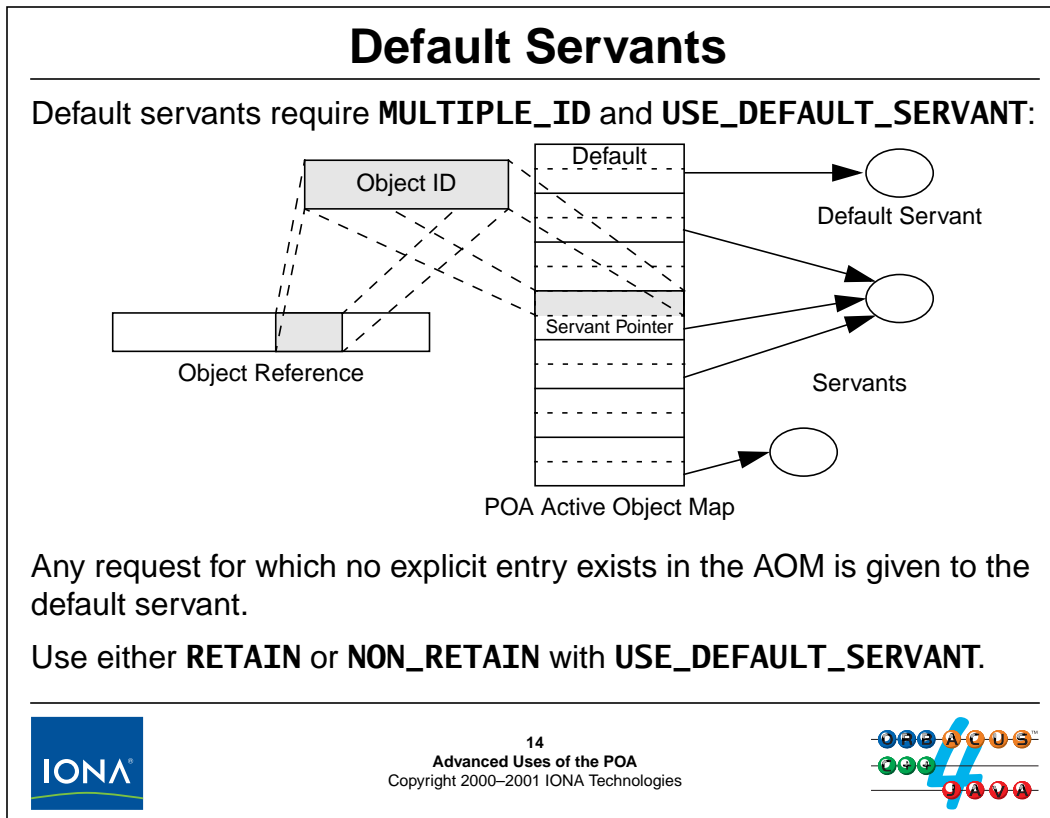 Default Servants
Default servants require MULTIPLE_ID and USE_DEFAULT_SERVANT:
Default
Object ID
Default Servant
Servant Pointer
Object Reference
Servants
POA Active Object Map
Any request for which no explicit entry exists in the AOM is given to the
default servant.
Use either RETAIN or NON_RETAIN with USE_DEFAULT_SERVANT.
IONA®
14
Advanced Uses of the POA
Copyright 2000–2001 IONA Technologies
ORBACUS™
4
C++
JAVA